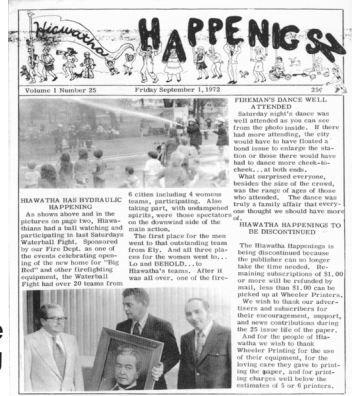 Hiawatha
HAPPENIGS
Volume 1 Number 25
Friday September 1, 1972
25¢
HIAWATHA HAS HYDRAULIC
HAPPENING
As shown above and in the
pictures on page two, Hiawa-
thians had a ball watching and
participating in last Saturdays
Waterball Fight. Sponsored
by our Fire Dept. as one of
the events celebrating open-
ing of the new home for "Big
Red" and other firefighting
equipment, the Waterball
Fight had over 20 teams from
6 cities including 4 womens
teams, participating. Also
taking part, with undampened
spirits, were those spectators
on the downwind side of the
main action.
The first place for the men
went to that outstanding team
from Ely. And all three pla-
ces for the women went to...
Lo and BEHOLD...to
Hiawatha's teams. After it
was all over, one of the fire-
FIREMAN'S DANCE WELL
ATTENDED
Saturday night's dance was
well attended as you can see
from the photo inside. If there
had more attending, the city
would have to have floated a
bond issue to enlarge the sta-
tion or those there would have
had to dance more cheek-to-
cheek...at both ends.
What surprised everyone,
besides the size of the crowd,
was the range of ages of those
who attended. The dance was
truly a family affair that every-
one thought we should have more
of.
HIAWATHA HAPPENINGS TO
BE DISCONTINUED
The Hiawatha Happenings is
being discontinued because
the publisher can no longer
take the time needed. Re-
maining subscriptions of $1.00
or more will be refunded by
mail, less than $1.00 can be
picked up at Wheeler Printers.
We wish to thank our adver-
tisers and subscribers for
their encouragement, support,
and news contributions during
the 25 issue life of the paper.
And for the people of Hia-
watha we wish to thank
Wheeler Printing for the use
of their equipment, for the
loving care they gave to print-
ing the paper, and for print-
ing charges well below the
estimates of 5 or 6 printers.